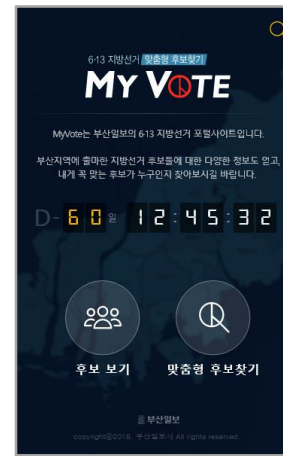 6·13 지방선거 맞춤형 후보찾기
MY VOTE
MyVote는 부산일보의 6·13 지방선거 포털사이트입니다.
부산지역에 출마한 지방선거 후보들에 대한 다양한 정보도 얻고,
내게 꼭 맞는 후보가 누구인지 찾아보시길 바랍니다.
D-60일 12:45:32
후보 보기 맞춤형 후보찾기
부산일보
copyright©2018. 부산일보사 All rights reserved